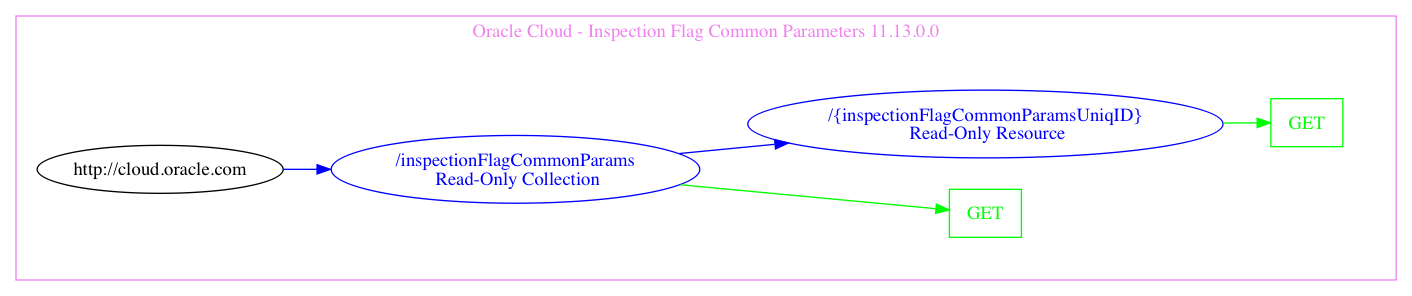 Oracle Cloud - Inspection Flag Common Parameters 11.13.0.0
http://cloud.oracle.com
/inspectionFlagCommonParams
Read-Only Collection
/{inspectionFlagCommonParamsUniqID}
Read-Only Resource
GET
GET